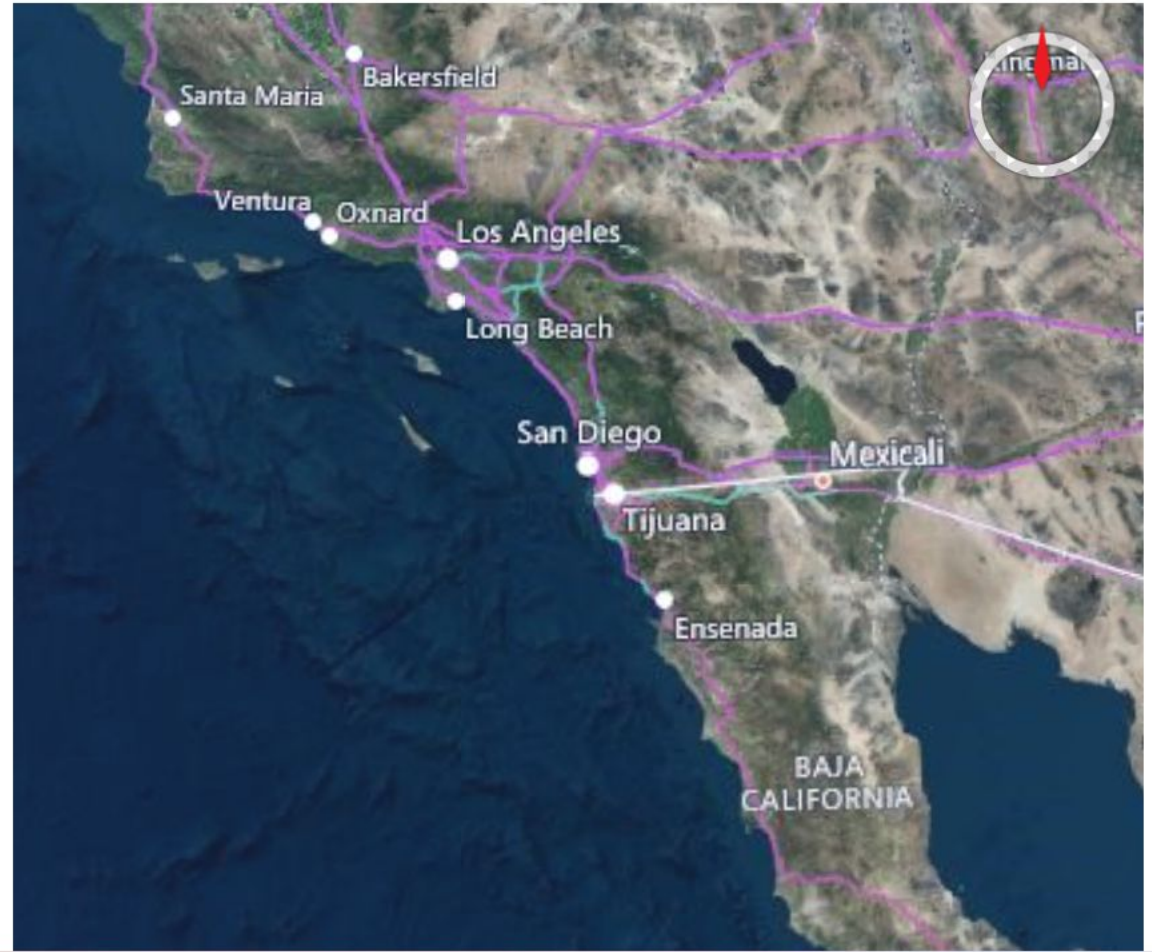 Bakersfield
Santa Maria
Ventura
Oxnard
Los Angeles
Long Beach
San Diego
Mexicali
Tijuana
Ensenada
BAJA
CALIFORNIA